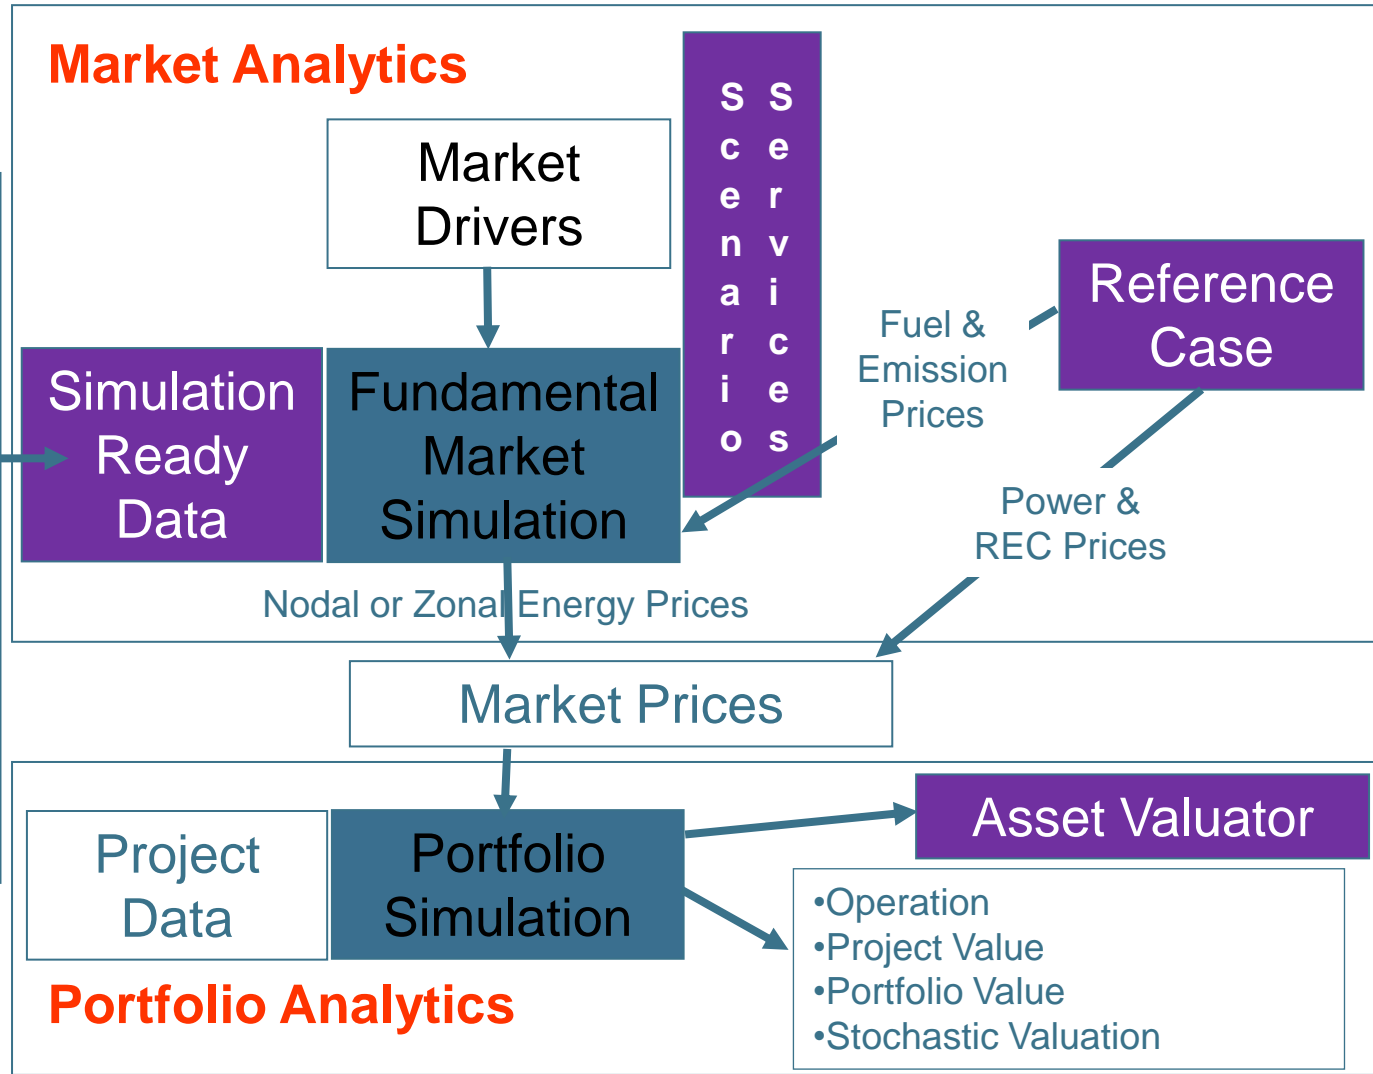 Market Analytics
Scenario
Services
Market
Drivers
Reference
Case
Fuel &
Emission
Prices
Simulation
Ready
Data
Fundamental
Market
Simulation
Power &
REC Prices
Nodal or Zonal Energy Prices
Market Prices
Asset Valuator
Project
Data
Portfolio
Simulation
•Operation
•Project Value
•Portfolio Value
•Stochastic Valuation
Portfolio Analytics